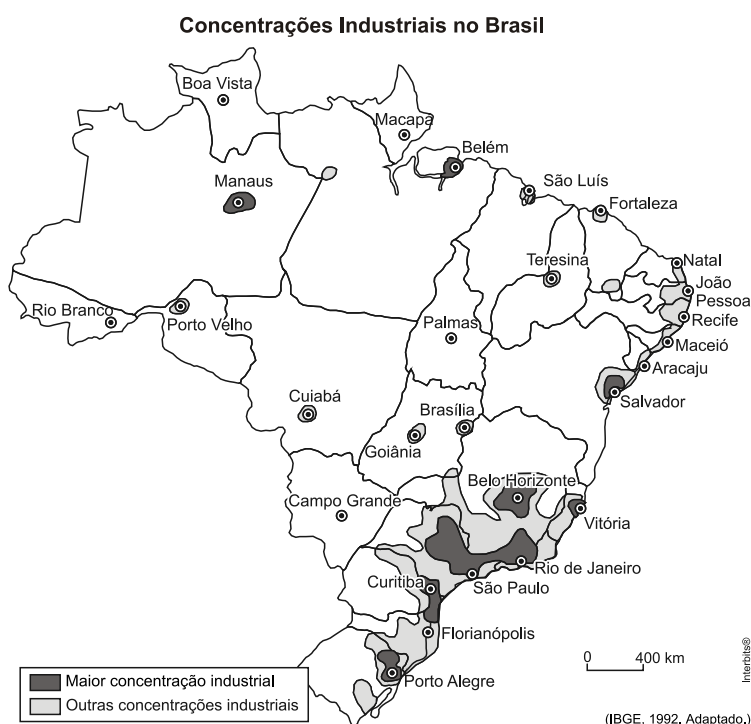 Concentrações Industriais no Brasil
Boa Vista
Macapá
Belém
Manaus
São Luís
Fortaleza
Teresina
Natal
João
Pessoa
Rio Branco
Porto Velho
Palmas
Recife
Maceió
Aracaju
Salvador
Cuiabá
Brasília
Goiânia
Belo Horizonte
Campo Grande
Vitória
Rio de Janeiro
São Paulo
Curitiba
Florianópolis
Porto Alegre
0 400 km
Maior concentração industrial
Outras concentrações industriais
Interbits®
(IBGE. 1992. Adaptado.)